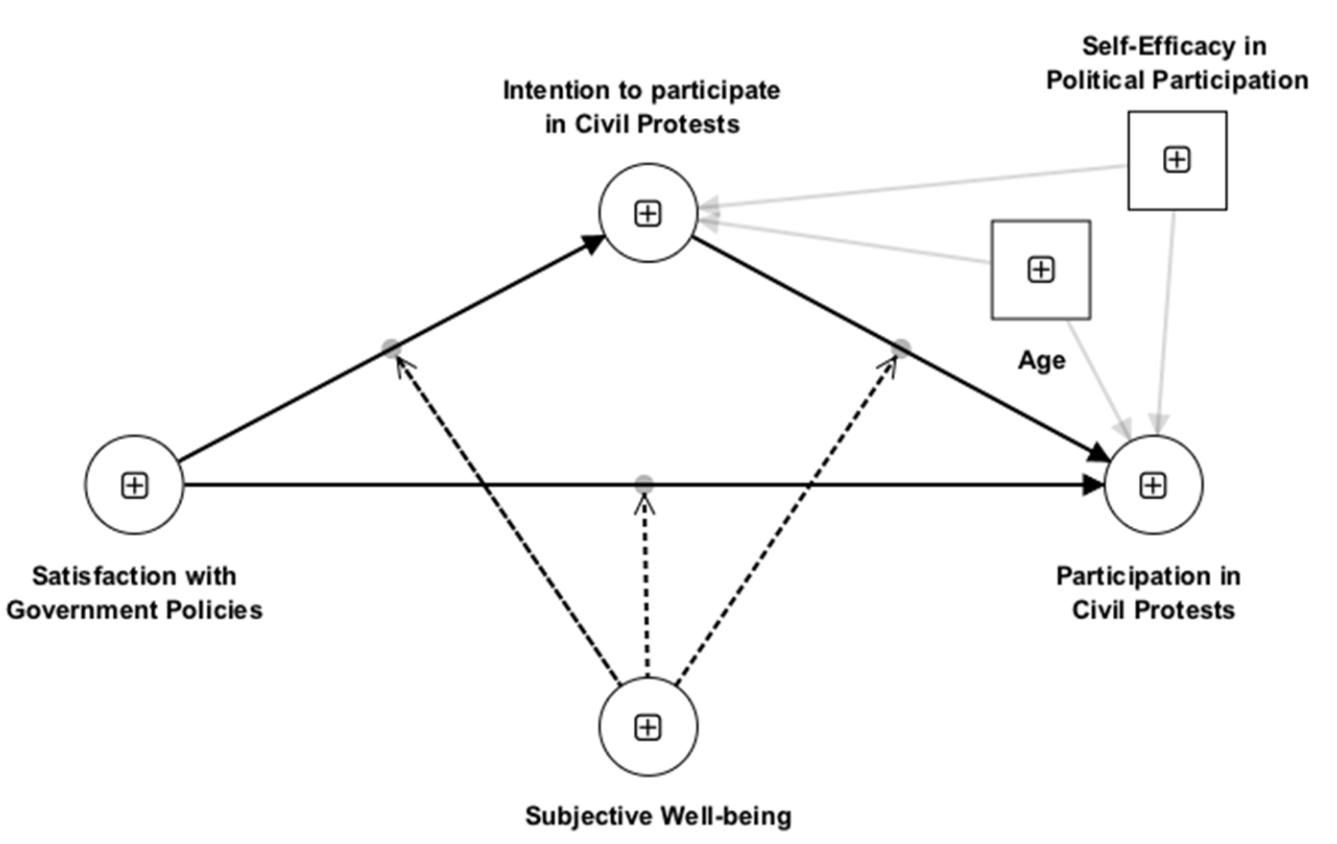 Self-Efficacy in
Political Participation
Intention to participate
in Civil Protests
Age
Satisfaction with
Government Policies
Participation in
Civil Protests
Subjective Well-being